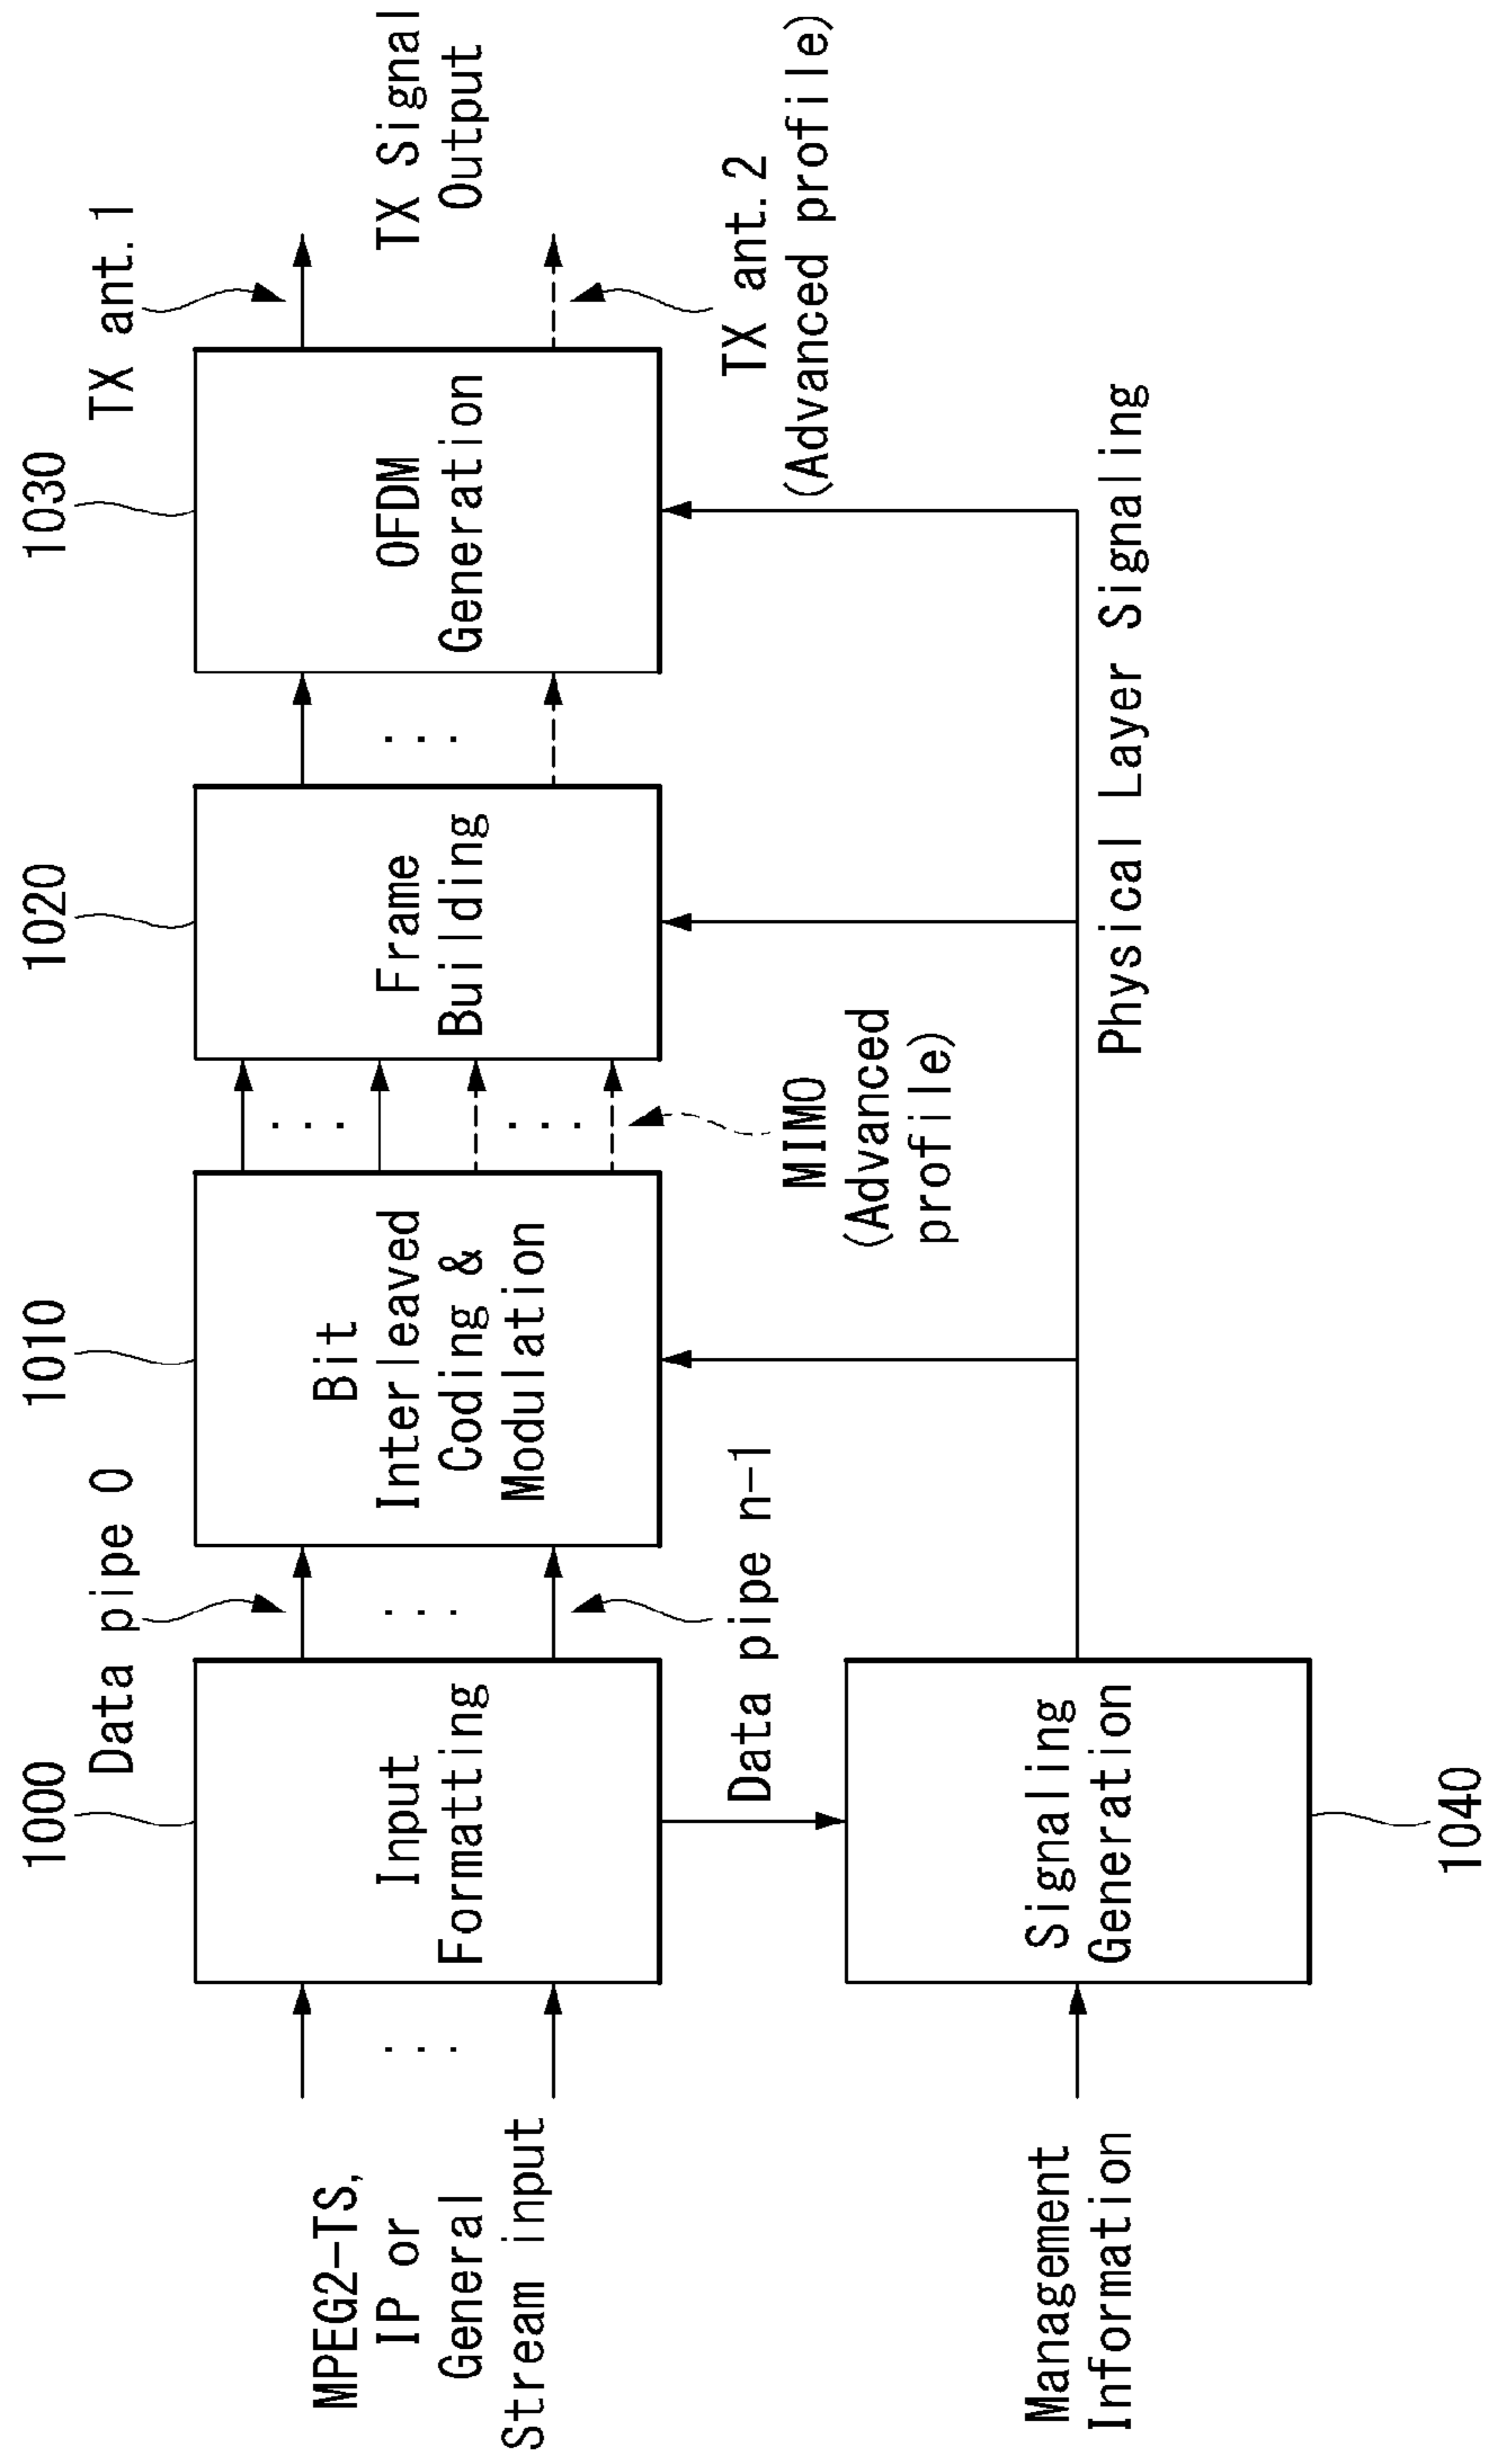 1000
1010
1020
1030
Data pipe 0
TX ant.1
MPEG2-TS,
IP or
General
Stream input
Input
Formatting
Bit
Interleaved
Coding &
Modulation
Frame
Building
OFDM
Generation
TX Signal
Output
Data pipe n-1
MIMO
(Advanced
profile)
TX ant.2
(Advanced profile)
Management
Information
Signaling
Generation
Physical Layer Signaling
1040